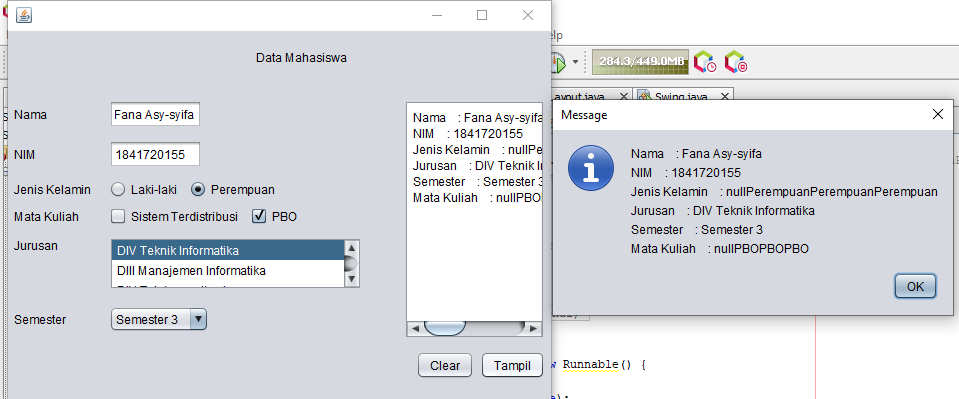 elp
284.3/449.0MB
ayout.java
Swing.java
Data Mahasiswa
Nama
Fana Asy-syifa
NIM
1841720155
Jenis Kelamin
Laki-laki
Perempuan
Mata Kuliah
Sistem Terdistribusi
PBO
Jurusan
DIV Teknik Informatika
DIII Manajemen Informatika
Semester
Semester 3
Nama : Fana Asy-syifa
NIM : 1841720155
Jenis Kelamin : nullPe
Jurusan : DIV Teknik I
Semester : Semester 3
Mata Kuliah : nullPBO
Clear
Tampil
Message
Nama : Fana Asy-syifa
NIM : 1841720155
Jenis Kelamin : nullPerempuanPerempuanPerempuan
Jurusan : DIV Teknik Informatika
Semester : Semester 3
Mata Kuliah : nullPBOPBOPBO
OK
w Runnable() {